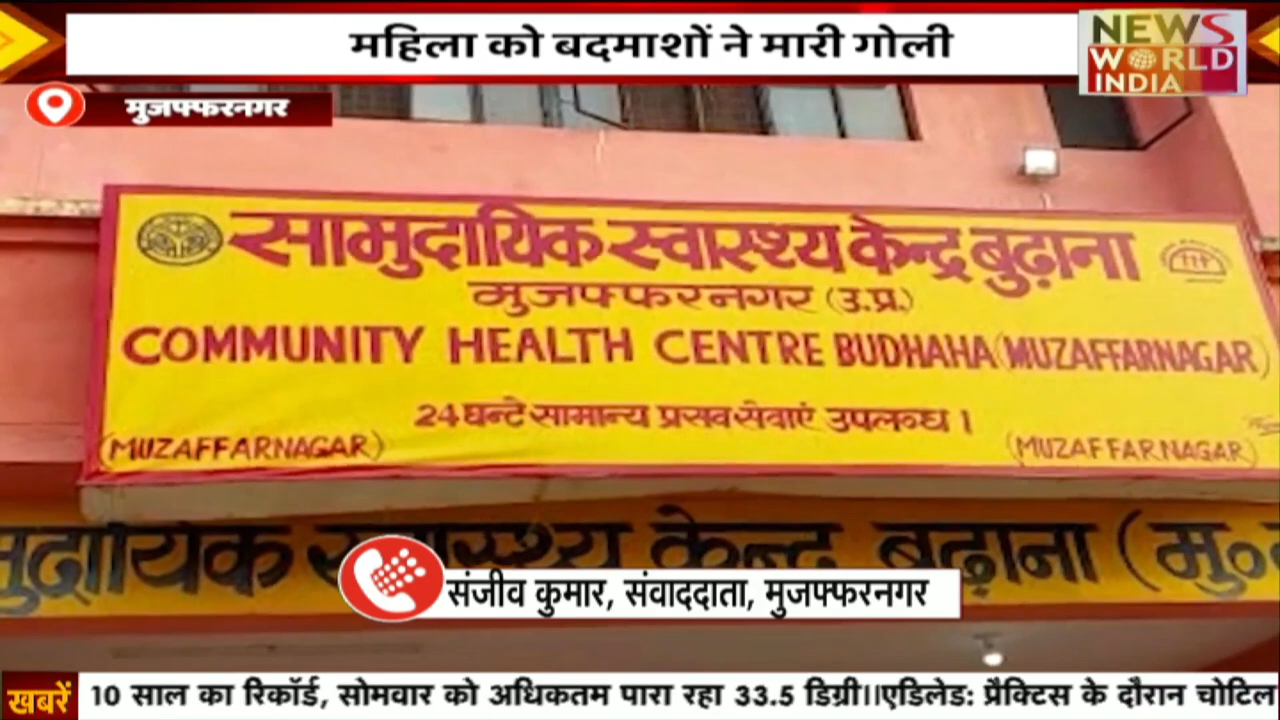 महिला को बदमाशों ने मारी गोली
NEWS
WORLD
INDIA
मुजफ्फरनगर
सामुदायिक स्वास्थ्य केन्द्र बुढ़ाना
मुजफ्फरनगर (उ.प्र.)
COMMUNITY HEALTH CENTRE BUDHAHA (MUZAFFARNAGAR)
24 घन्टे सामान्य प्रसव सेवाएं उपलब्ध ।
(MUZAFFARNAGAR) (MUZAFFARNAGAR)
मुदायिक स्वास्थ्य केन्द्र बुढ़ाना (मु०
संजीव कुमार, संवाददाता, मुजफ्फरनगर
खबरें 10 साल का रिकॉर्ड, सोमवार को अधिकतम पारा रहा 33.5 डिग्री।।एडिलेड: प्रैक्टिस के दौरान चोटिल